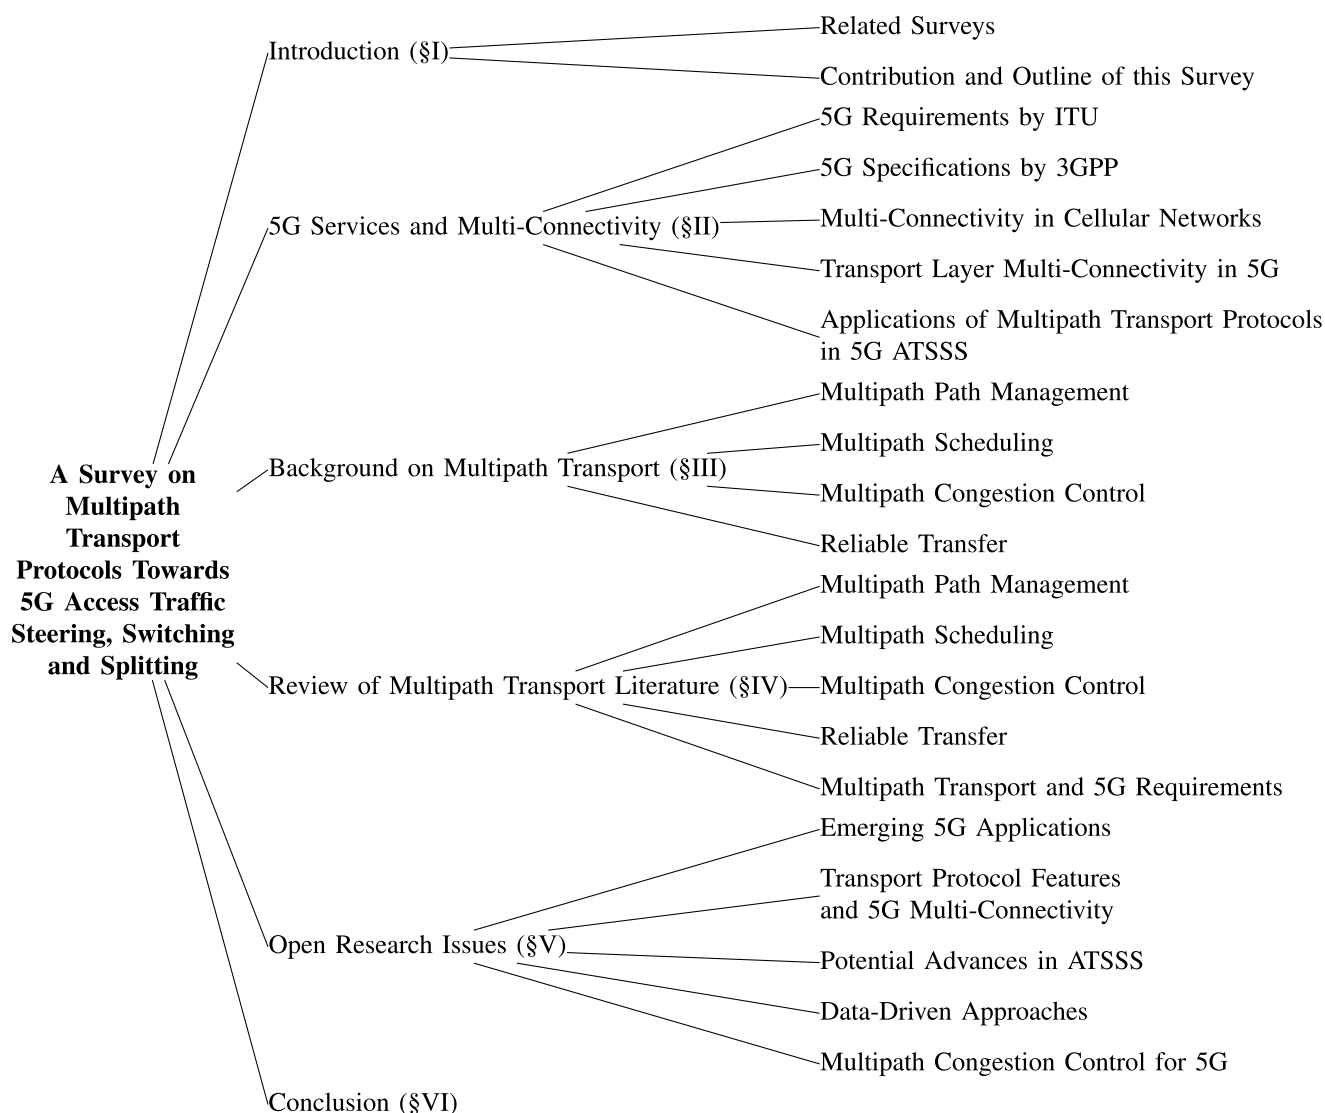 A Survey on
Multipath
Transport
Protocols Towards
5G Access Traffic
Steering, Switching
and Splitting
Introduction (§I)
Related Surveys
Contribution and Outline of this Survey
5G Services and Multi-Connectivity (§II)
5G Requirements by ITU
5G Specifications by 3GPP
Multi-Connectivity in Cellular Networks
Transport Layer Multi-Connectivity in 5G
Applications of Multipath Transport Protocols
in 5G ATSSS
Background on Multipath Transport (§III)
Multipath Path Management
Multipath Scheduling
Multipath Congestion Control
Reliable Transfer
Review of Multipath Transport Literature (§IV)
Multipath Path Management
Multipath Scheduling
Multipath Congestion Control
Reliable Transfer
Multipath Transport and 5G Requirements
Open Research Issues (§V)
Emerging 5G Applications
Transport Protocol Features
and 5G Multi-Connectivity
Potential Advances in ATSSS
Data-Driven Approaches
Multipath Congestion Control for 5G
Conclusion (§VI)